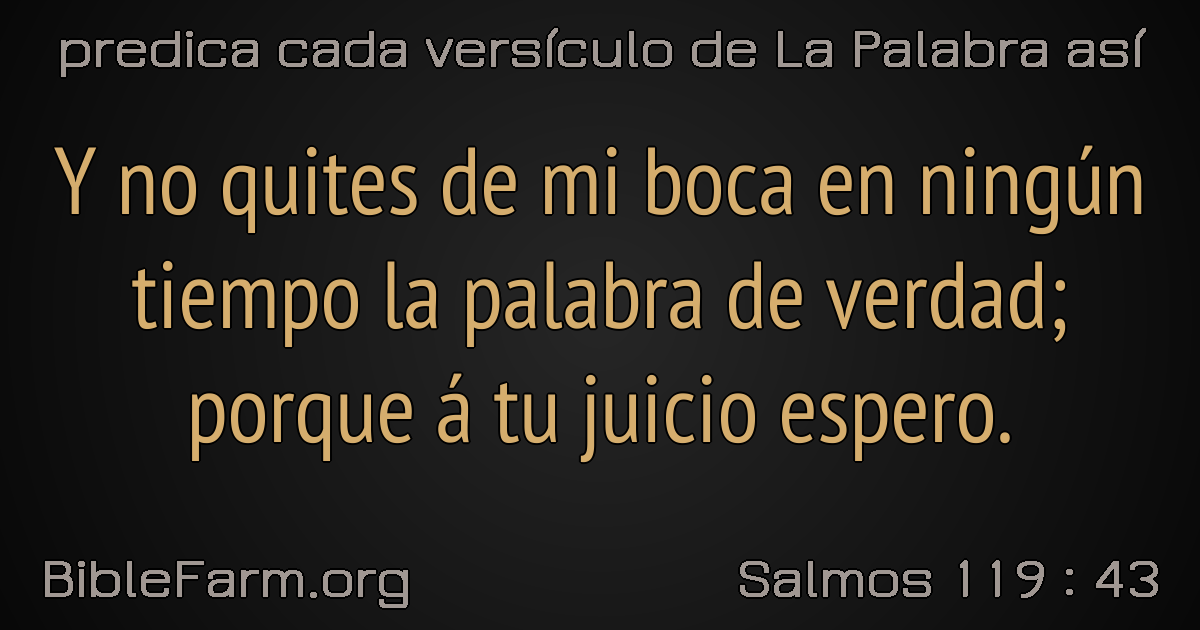 predica cada versículo de La Palabra así
Y no quites de mi boca en ningún
tiempo la palabra de verdad;
porque á tu juicio espero.
BibleFarm.org
Salmos 119 : 43